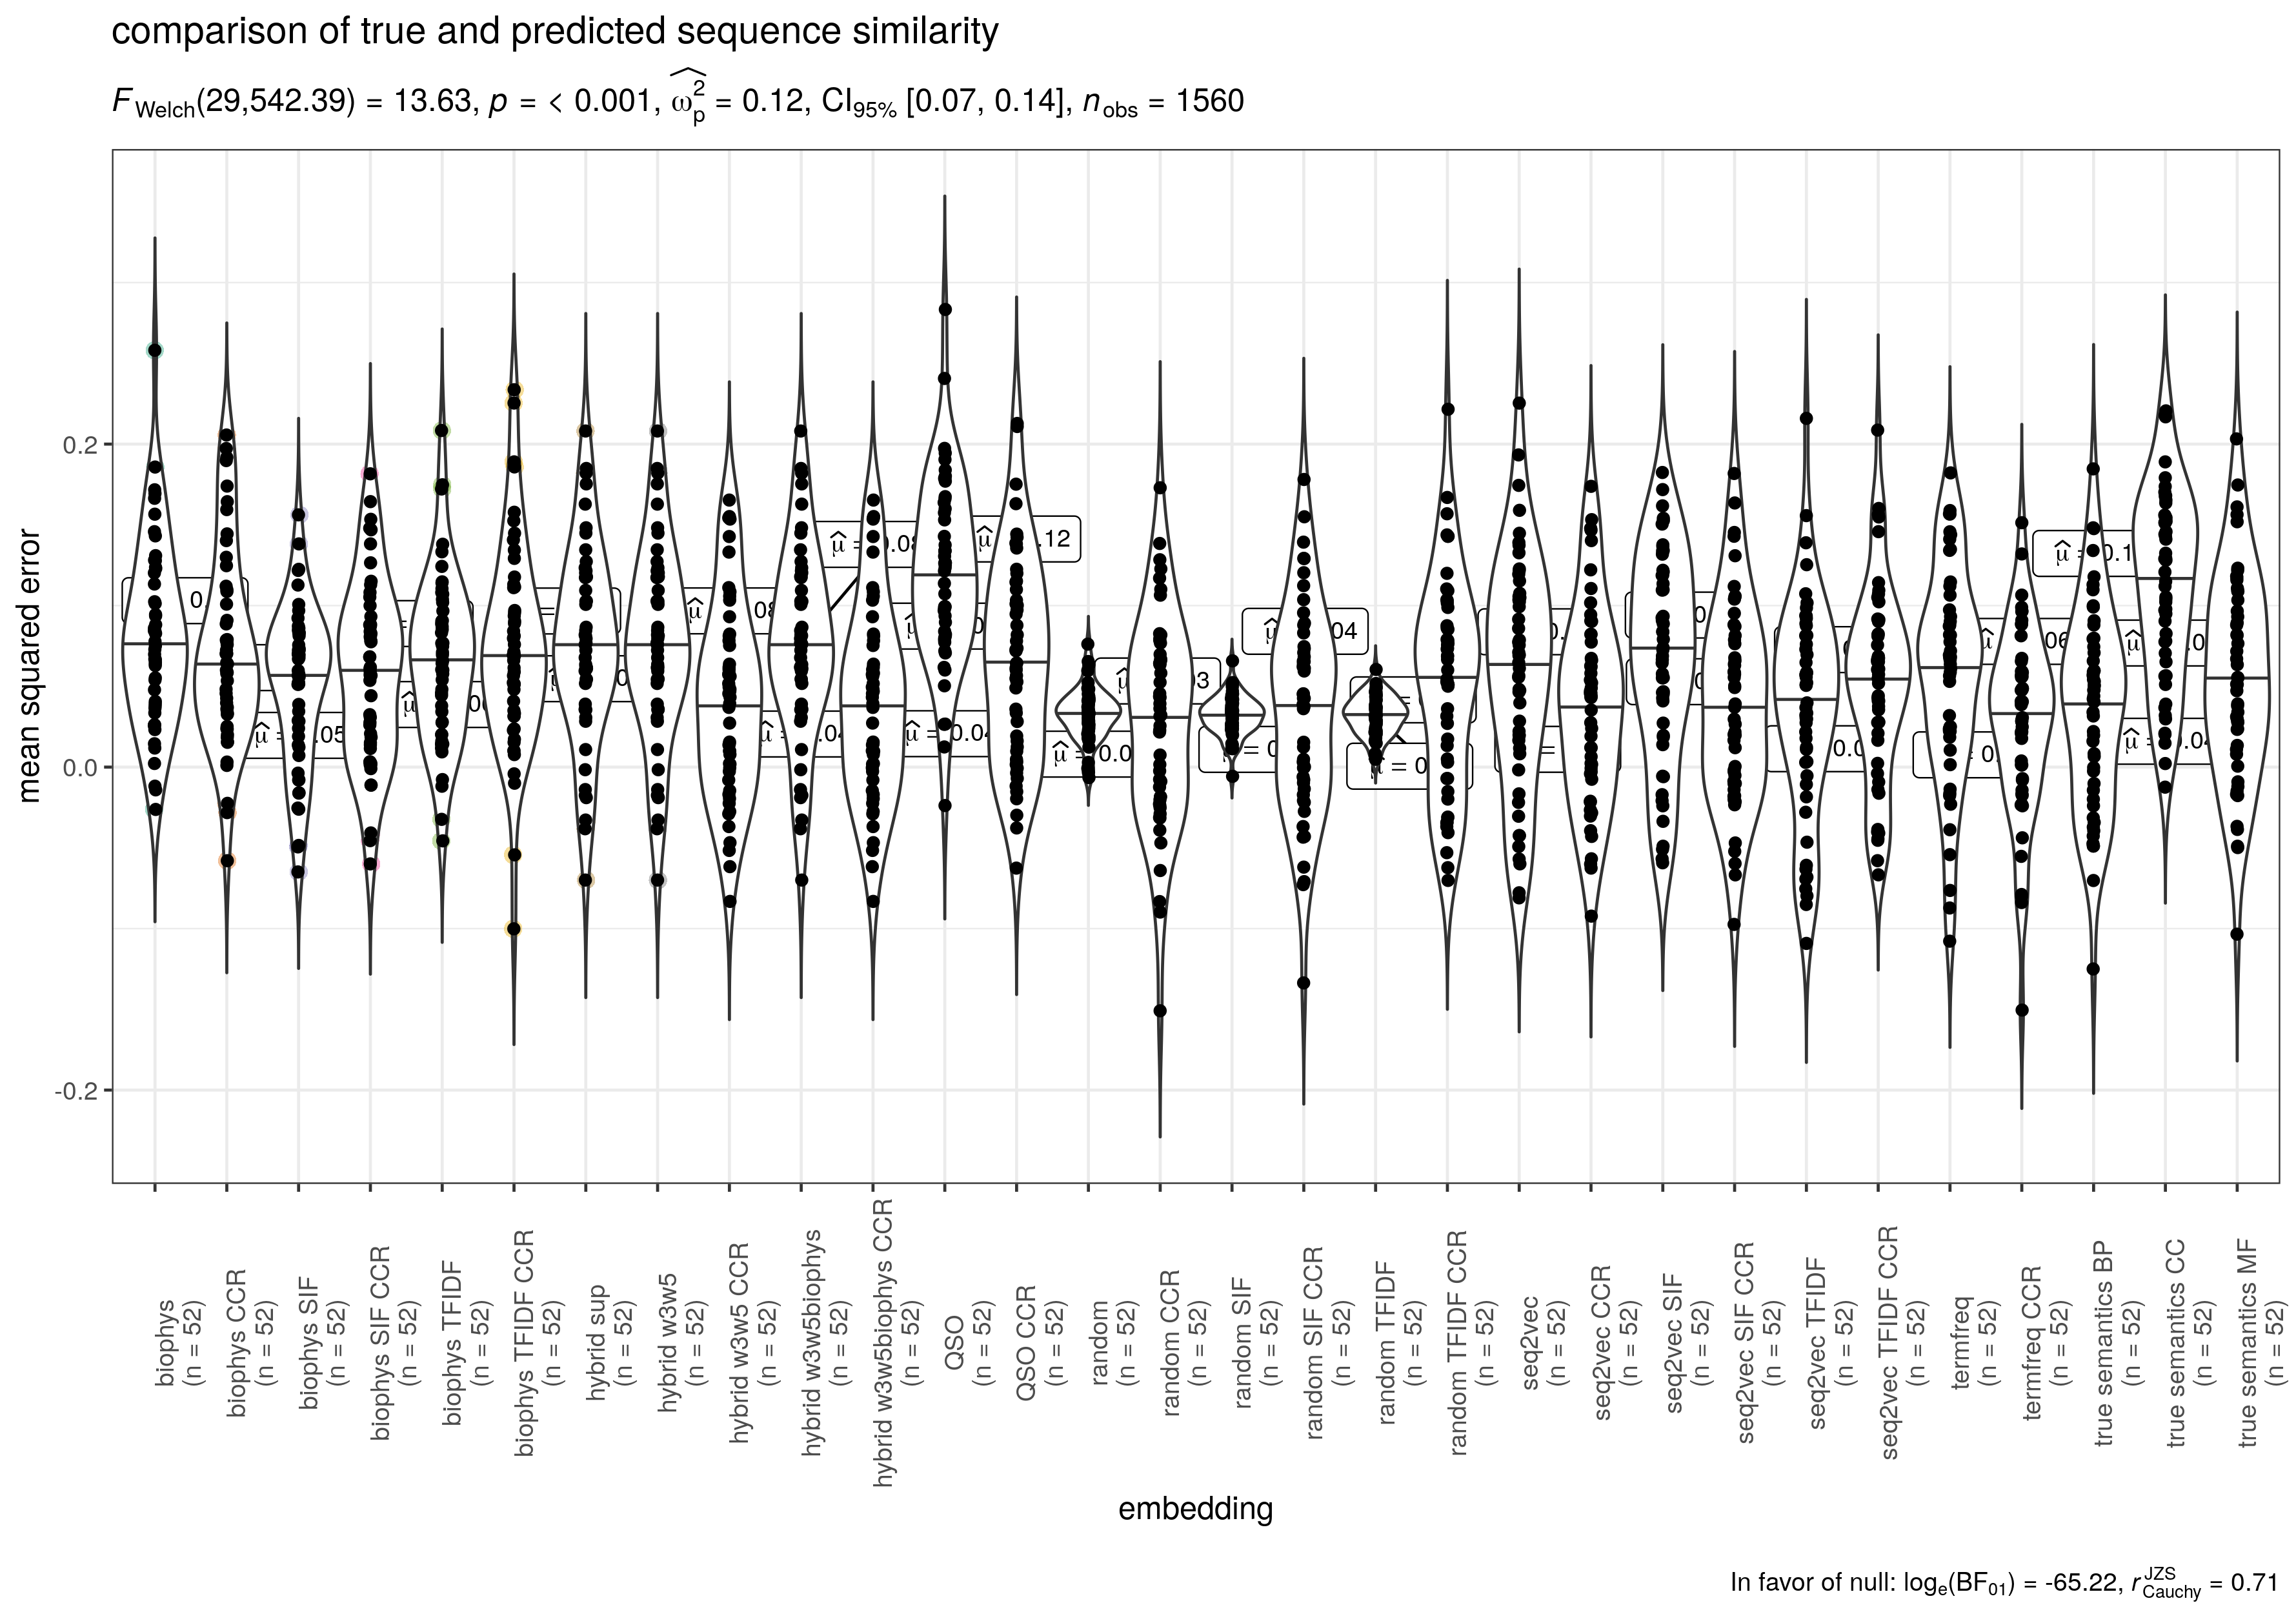 comparison of true and predicted sequence similarity
F Welch(29,542.39) = 13.63, p = < 0.001, ω̂²p = 0.12, CI95% [0.07, 0.14], nobs = 1560
mean squared error
0.2
0.0
-0.2
biophys
(n = 52)
biophys CCR
(n = 52)
biophys SIF
(n = 52)
biophys SIF CCR
(n = 52)
biophys TFIDF
(n = 52)
biophys TFIDF CCR
(n = 52)
hybrid sup
(n = 52)
hybrid w3w5
(n = 52)
hybrid w3w5 CCR
(n = 52)
hybrid w3w5biophys
(n = 52)
hybrid w3w5biophys CCR
(n = 52)
QSO
(n = 52)
QSO CCR
(n = 52)
random
(n = 52)
random CCR
(n = 52)
random SIF
(n = 52)
random SIF CCR
(n = 52)
random TFIDF
(n = 52)
random TFIDF CCR
(n = 52)
seq2vec
(n = 52)
seq2vec CCR
(n = 52)
seq2vec SIF
(n = 52)
seq2vec SIF CCR
(n = 52)
seq2vec TFIDF
(n = 52)
seq2vec TFIDF CCR
(n = 52)
termfreq
(n = 52)
termfreq CCR
(n = 52)
true semantics BP
(n = 52)
true semantics CC
(n = 52)
true semantics MF
(n = 52)
embedding
In favor of null: loge(BF01) = -65.22, r JZS Cauchy = 0.71